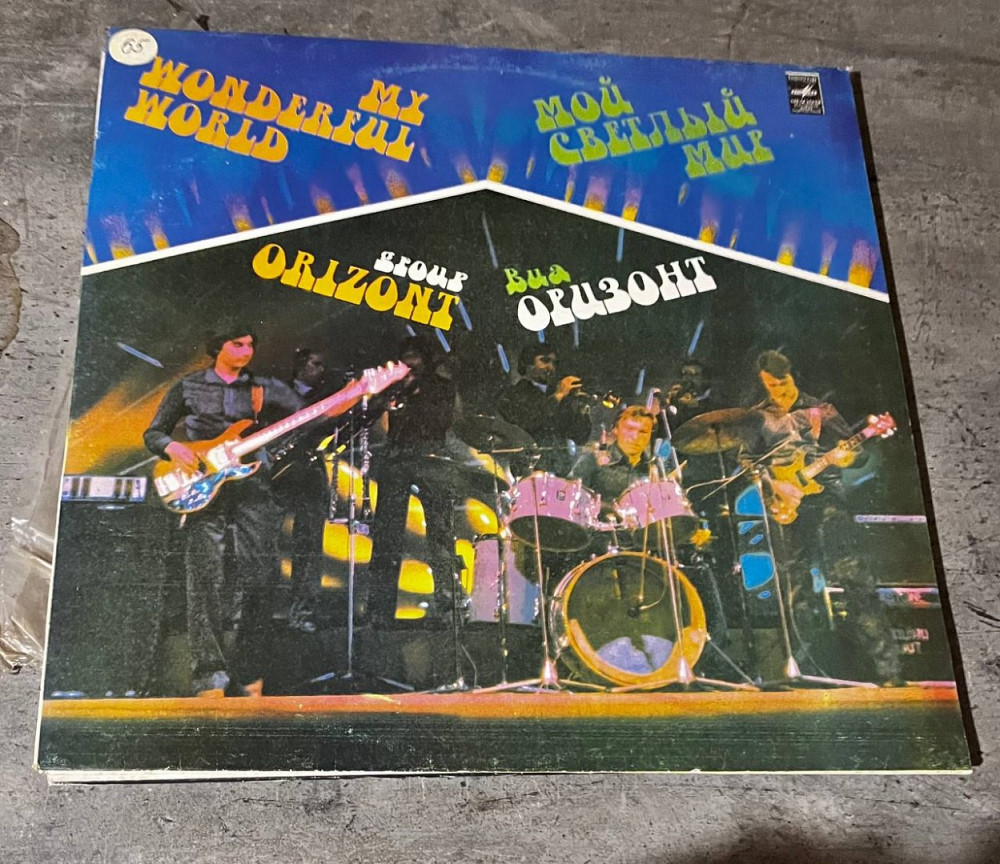 65
MY
WONDERFUL
WORLD
МОЙ
СВЕТЛЫЙ
МИР
group
ORIZONT
виа
ОРИЗОНТ